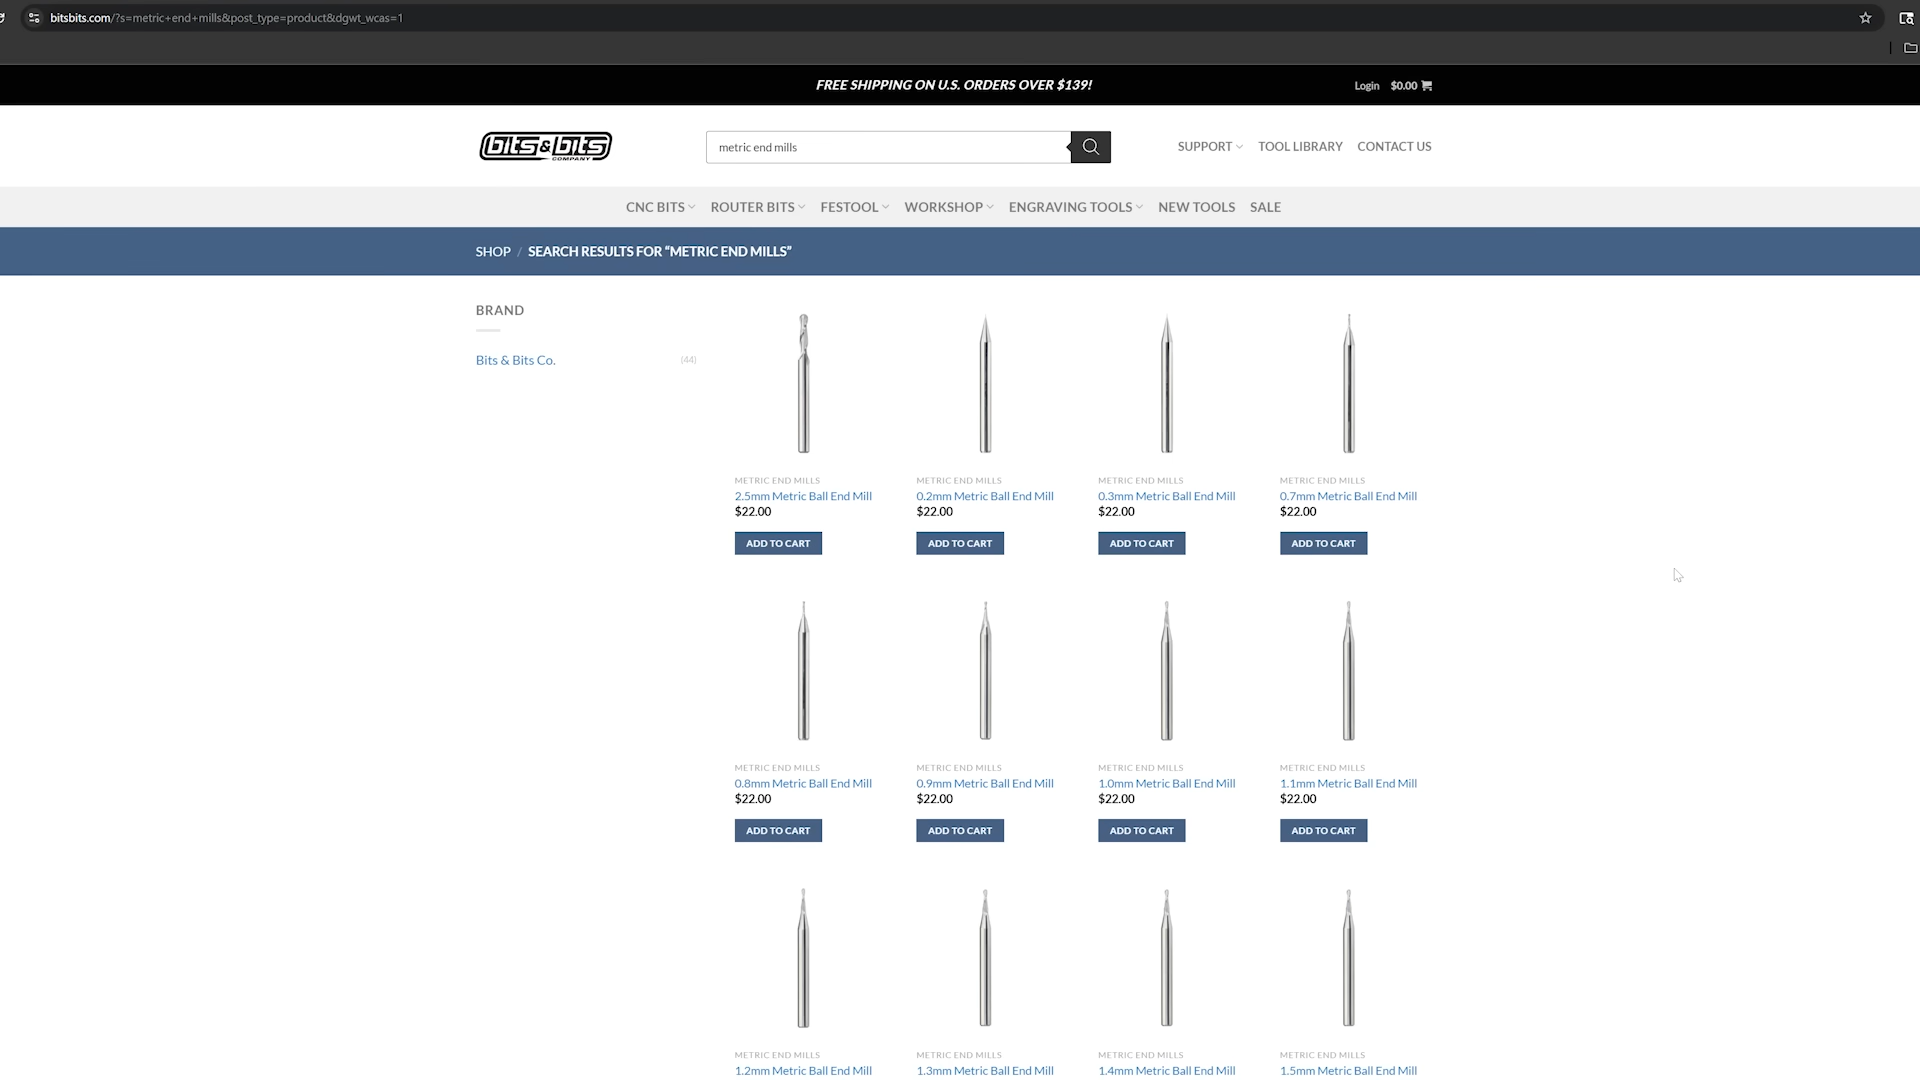 bitsbits.com/?s=metric+end+mills&post_type=product&dgwt_wcas=1
FREE SHIPPING ON U.S. ORDERS OVER $139!
Login $0.00
bits&bits
COMPANY
metric end mills
SUPPORT TOOL LIBRARY CONTACT US
CNC BITS ROUTER BITS FESTOOL WORKSHOP ENGRAVING TOOLS NEW TOOLS SALE
SHOP / SEARCH RESULTS FOR “METRIC END MILLS”
BRAND
Bits & Bits Co. (44)
METRIC END MILLS METRIC END MILLS METRIC END MILLS METRIC END MILLS
2.5mm Metric Ball End Mill 0.2mm Metric Ball End Mill 0.3mm Metric Ball End Mill 0.7mm Metric Ball End Mill
$22.00 $22.00 $22.00 $22.00
ADD TO CART ADD TO CART ADD TO CART ADD TO CART
METRIC END MILLS METRIC END MILLS METRIC END MILLS METRIC END MILLS
0.8mm Metric Ball End Mill 0.9mm Metric Ball End Mill 1.0mm Metric Ball End Mill 1.1mm Metric Ball End Mill
$22.00 $22.00 $22.00 $22.00
ADD TO CART ADD TO CART ADD TO CART ADD TO CART
METRIC END MILLS METRIC END MILLS METRIC END MILLS METRIC END MILLS
1.2mm Metric Ball End Mill 1.3mm Metric Ball End Mill 1.4mm Metric Ball End Mill 1.5mm Metric Ball End Mill